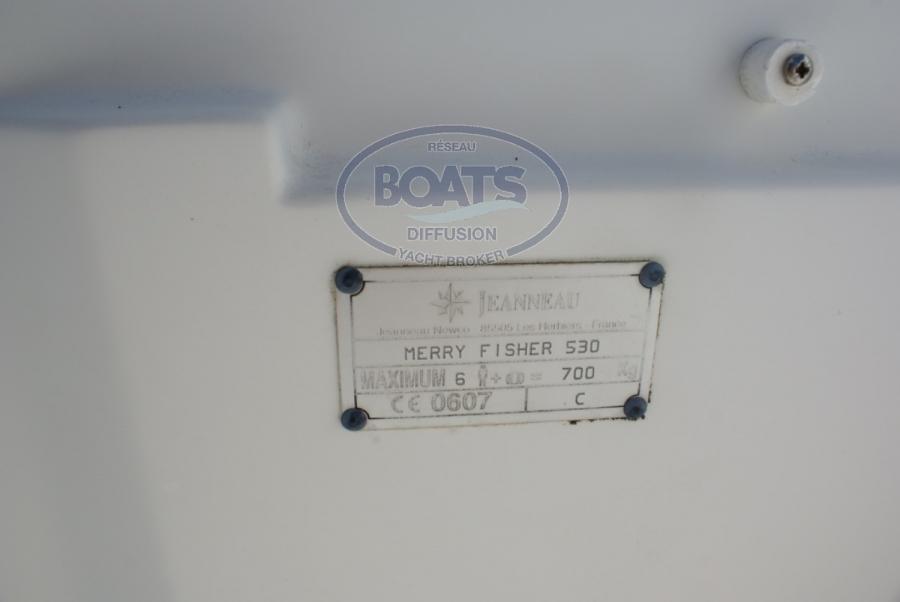 RÉSEAU
BOATS
DIFFUSION
YACHT BROKER
JEANNEAU
Jeanneau Newco - 85505 Les Herbiers - France
MERRY FISHER 530
MAXIMUM 6 + = 700 Kg
CE 0607 C